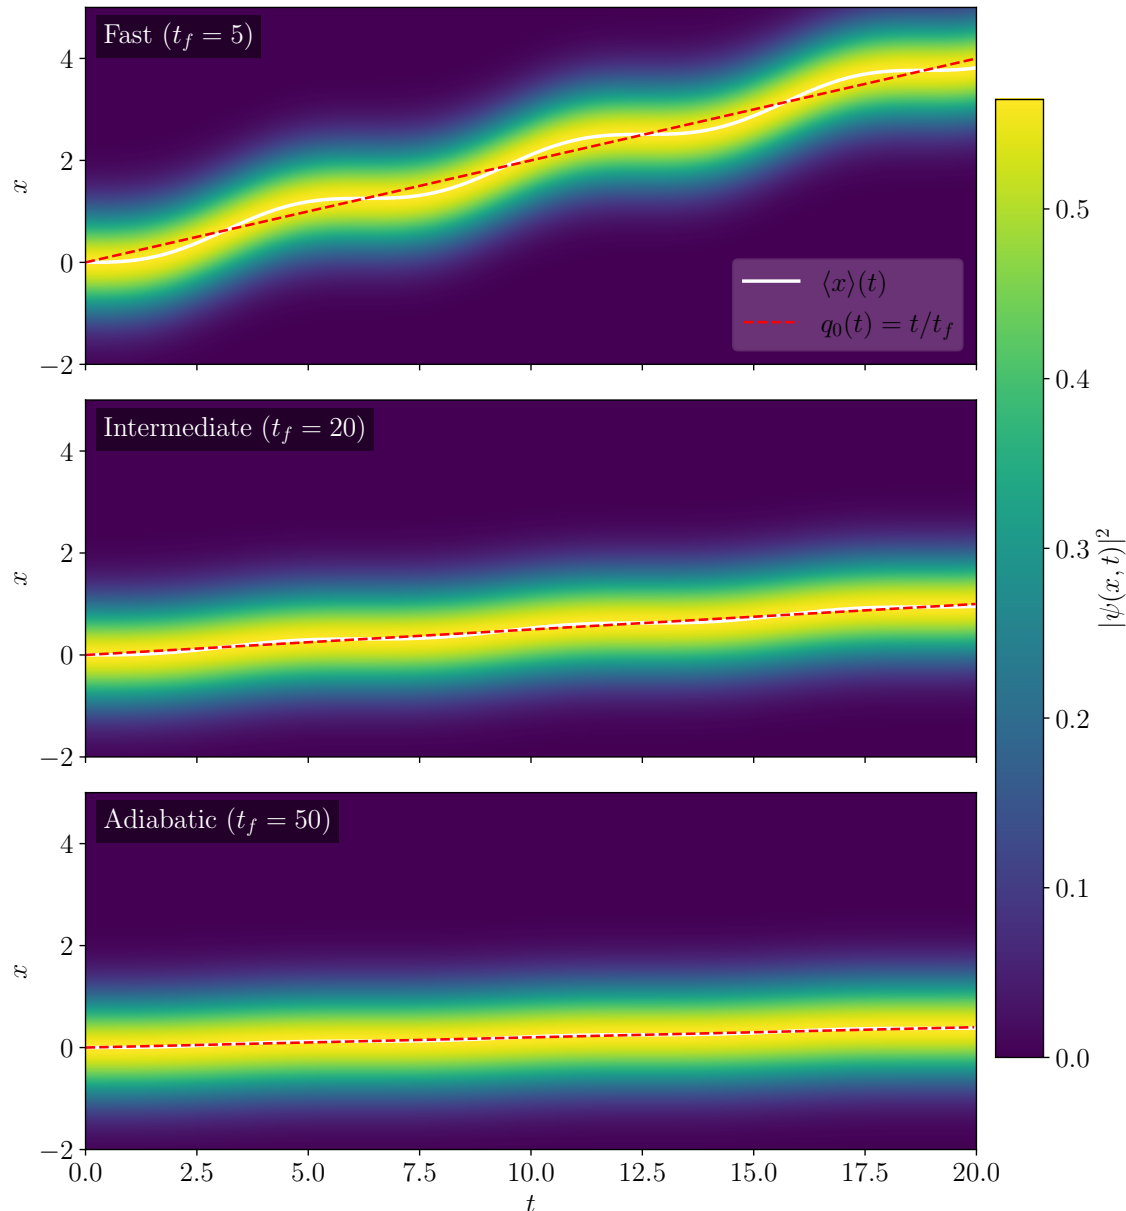 Fast (t_f = 5)
4
2
0
−2
x
⟨x⟩(t)
q_0(t) = t/t_f
Intermediate (t_f = 20)
4
2
0
−2
x
Adiabatic (t_f = 50)
4
2
0
−2
x
0.0 2.5 5.0 7.5 10.0 12.5 15.0 17.5 20.0
t
0.5
0.4
0.3
0.2
0.1
0.0
|ψ(x, t)|²